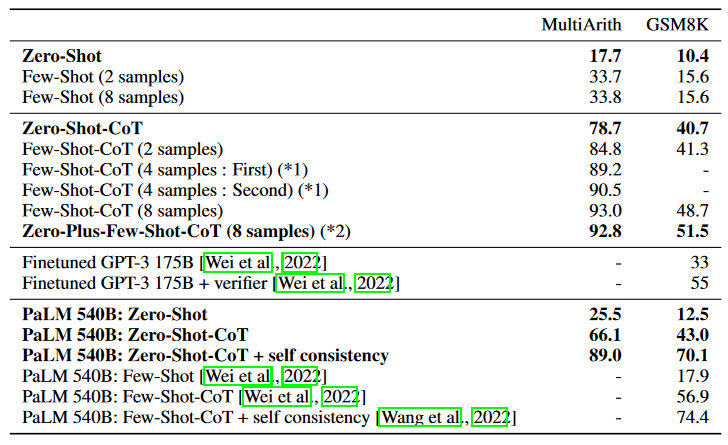 MultiArith GSM8K
Zero-Shot 17.7 10.4
Few-Shot (2 samples) 33.7 15.6
Few-Shot (8 samples) 33.8 15.6
Zero-Shot-CoT 78.7 40.7
Few-Shot-CoT (2 samples) 84.8 41.3
Few-Shot-CoT (4 samples : First) (*1) 89.2 -
Few-Shot-CoT (4 samples : Second) (*1) 90.5 -
Few-Shot-CoT (8 samples) 93.0 48.7
Zero-Plus-Few-Shot-CoT (8 samples) (*2) 92.8 51.5
Finetuned GPT-3 175B [Wei et al., 2022] - 33
Finetuned GPT-3 175B + verifier [Wei et al., 2022] - 55
PaLM 540B: Zero-Shot 25.5 12.5
PaLM 540B: Zero-Shot-CoT 66.1 43.0
PaLM 540B: Zero-Shot-CoT + self consistency 89.0 70.1
PaLM 540B: Few-Shot [Wei et al., 2022] - 17.9
PaLM 540B: Few-Shot-CoT [Wei et al., 2022] - 56.9
PaLM 540B: Few-Shot-CoT + self consistency [Wang et al., 2022] - 74.4